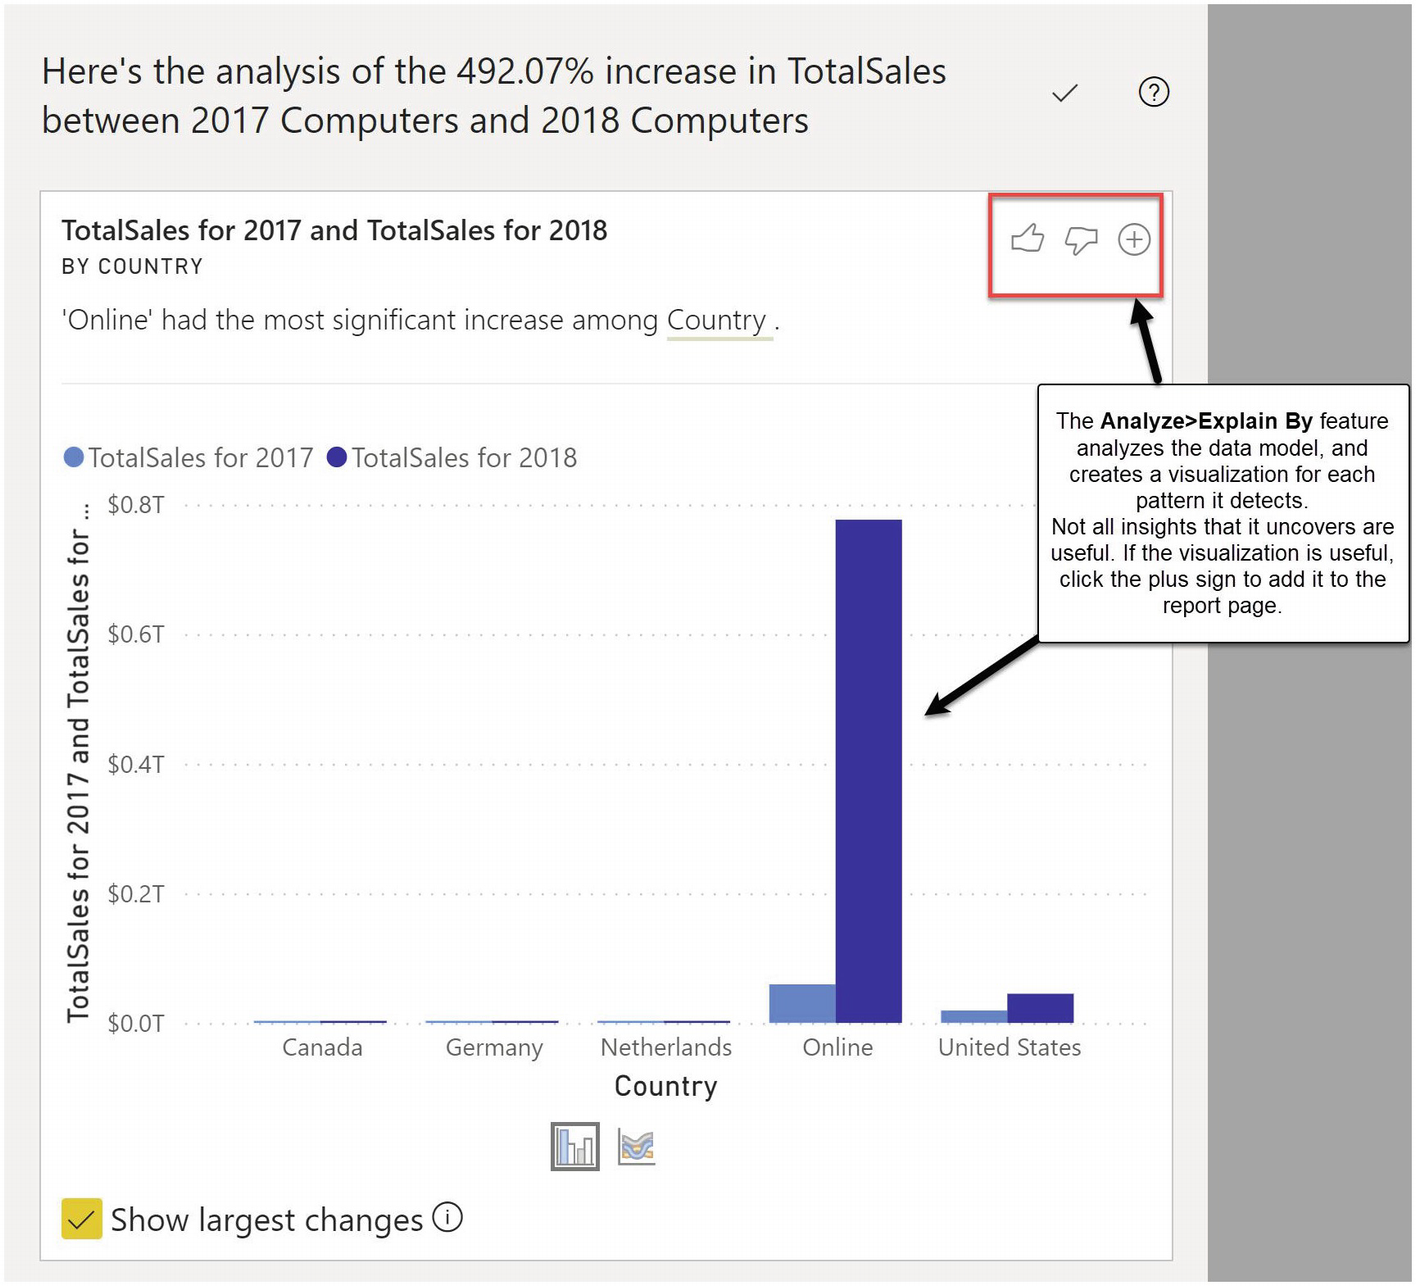 Here's the analysis of the 492.07% increase in TotalSales
between 2017 Computers and 2018 Computers
?
TotalSales for 2017 and TotalSales for 2018
BY COUNTRY
'Online' had the most significant increase among Country .
The Analyze>Explain By feature
analyzes the data model, and
creates a visualization for each
pattern it detects.
Not all insights that it uncovers are
useful. If the visualization is useful,
click the plus sign to add it to the
report page.
TotalSales for 2017 TotalSales for 2018
TotalSales for 2017 and TotalSales for ...
$0.8T
$0.6T
$0.4T
$0.2T
$0.0T
Canada Germany Netherlands Online United States
Country
Show largest changes